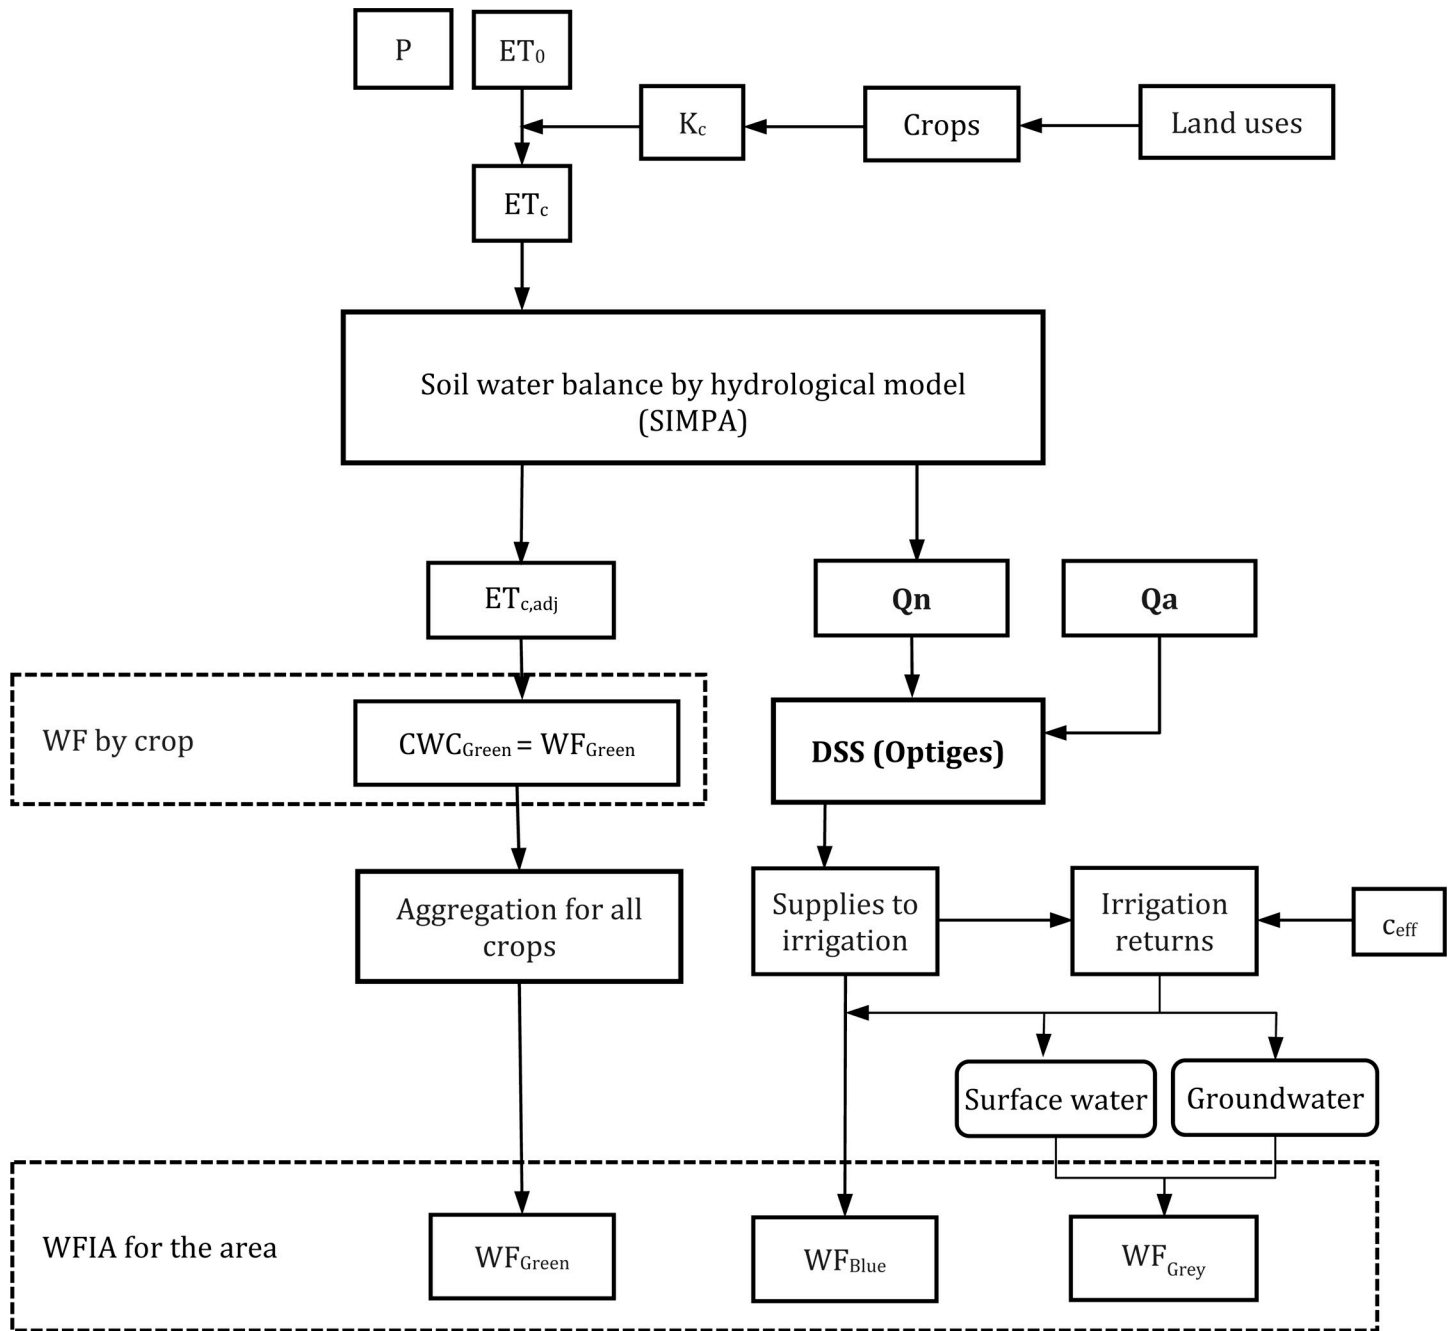 P
ET₀
K꜀
Crops
Land uses
ET꜀
Soil water balance by hydrological model
(SIMPA)
ETc,adj
Qn
Qa
WF by crop
CWCGreen = WFGreen
DSS (Optiges)
Aggregation for all
crops
Supplies to
irrigation
Irrigation
returns
ceff
Surface water
Groundwater
WFIA for the area
WFGreen
WFBlue
WFGrey